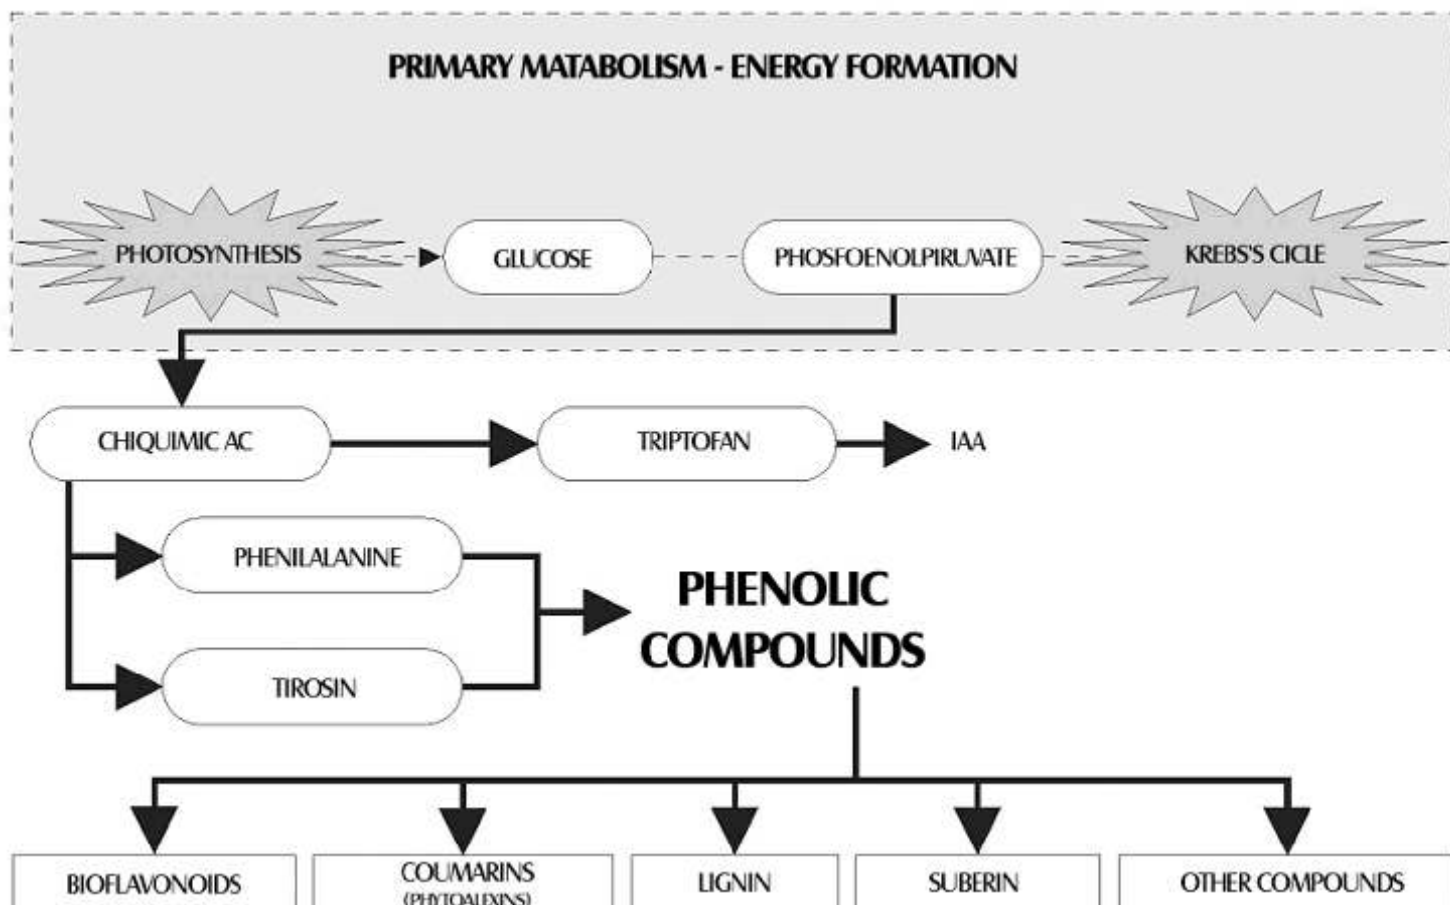 PRIMARY MATABOLISM - ENERGY FORMATION
PHOTOSYNTHESIS
GLUCOSE
PHOSFOENOLPIRUVATE
KREBS'S CICLE
CHIQUIMIC AC
TRIPTOFAN
IAA
PHENILALANINE
TIROSIN
PHENOLIC
COMPOUNDS
BIOFLAVONOIDS
COUMARINS
(PHYTOALEXINS)
LIGNIN
SUBERIN
OTHER COMPOUNDS